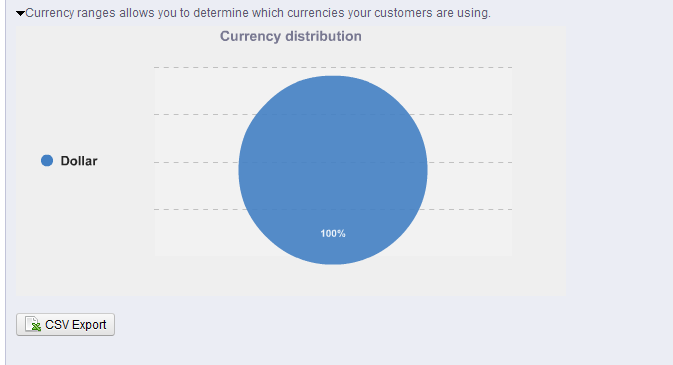 Currency ranges allows you to determine which currencies your customers are using.
Currency distribution
Dollar
100%
CSV Export